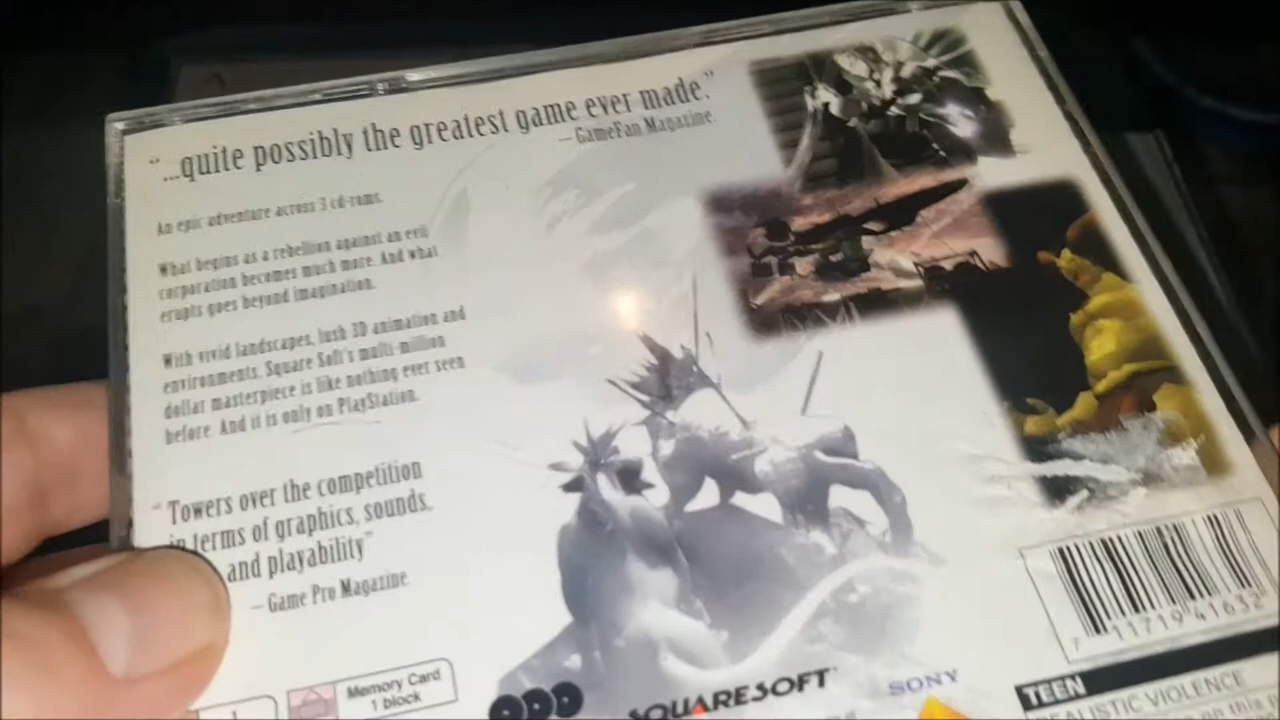 "...quite possibly the greatest game ever made."
— GameFan Magazine.
An epic adventure across 3 cd-roms.
What begins as a rebellion against an evil
corporation becomes much more. And what
erupts goes beyond imagination.
With vivid landscapes, lush 3D animation and
environments, Square Soft's multi-million
dollar masterpiece is like nothing ever seen
before. And it is only on PlayStation.
"Towers over the competition
in terms of graphics, sounds,
and playability"
— Game Pro Magazine
Memory Card
1 block
SQUARESOFT
SONY
7 11719 41632
TEEN
REALISTIC VIOLENCE